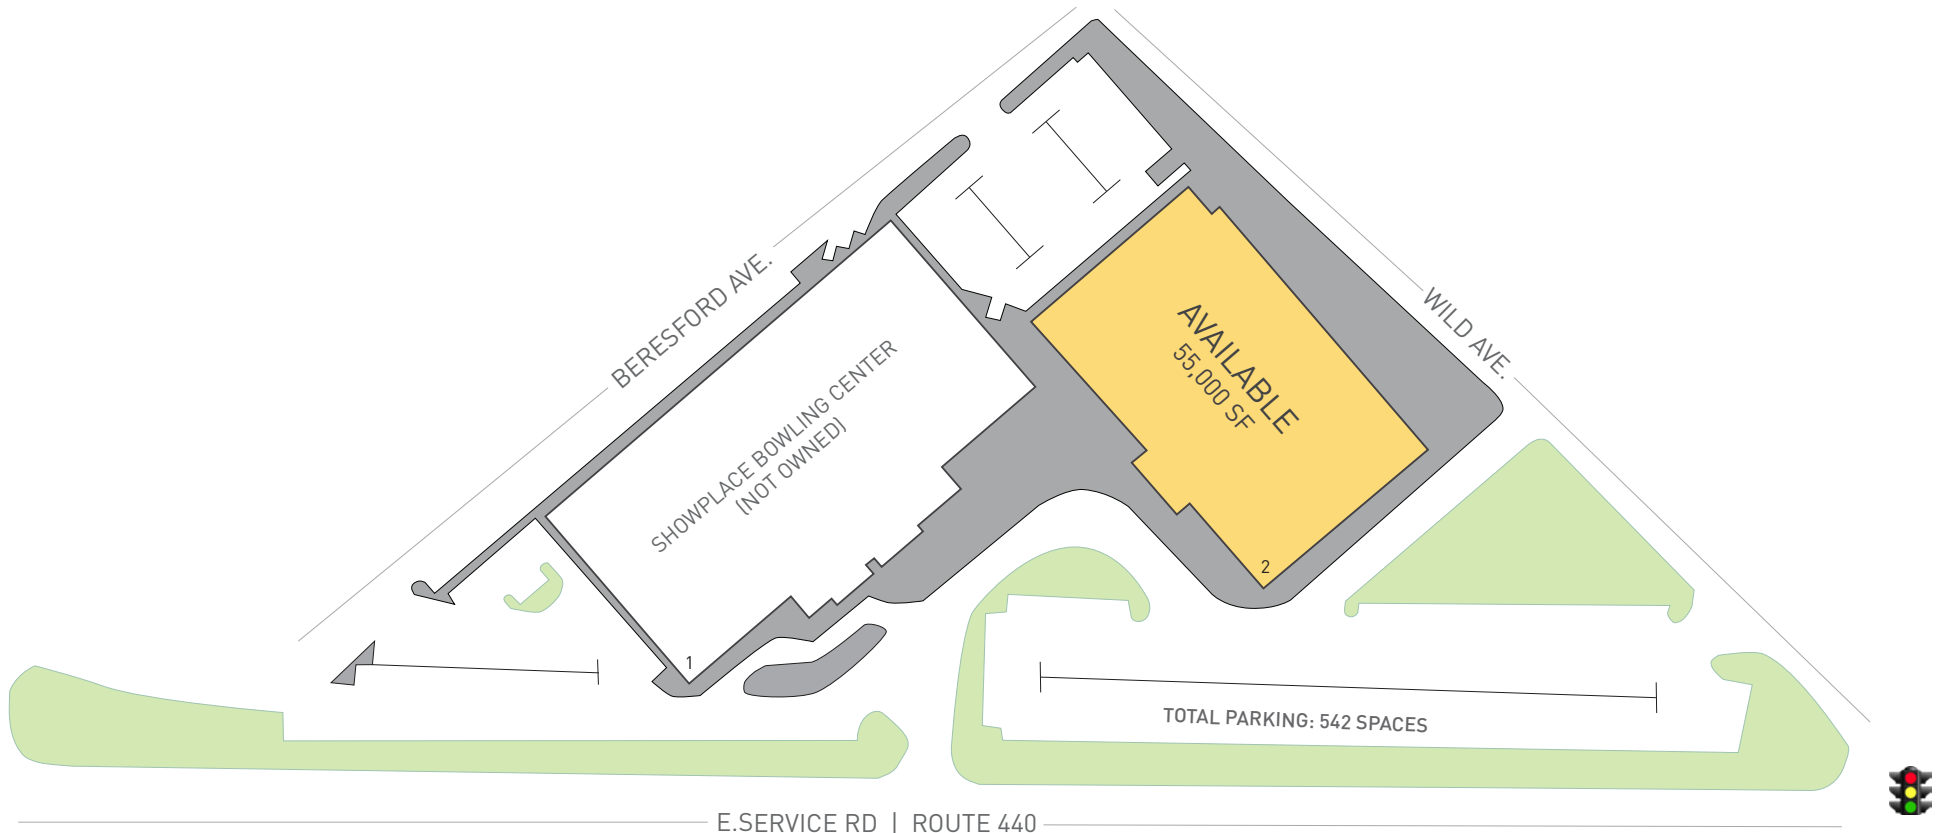 BERESFORD AVE.
WILD AVE.
AVAILABLE
55,000 SF
SHOWPLACE BOWLING CENTER
(NOT OWNED)
2
1
TOTAL PARKING: 542 SPACES
E.SERVICE RD | ROUTE 440